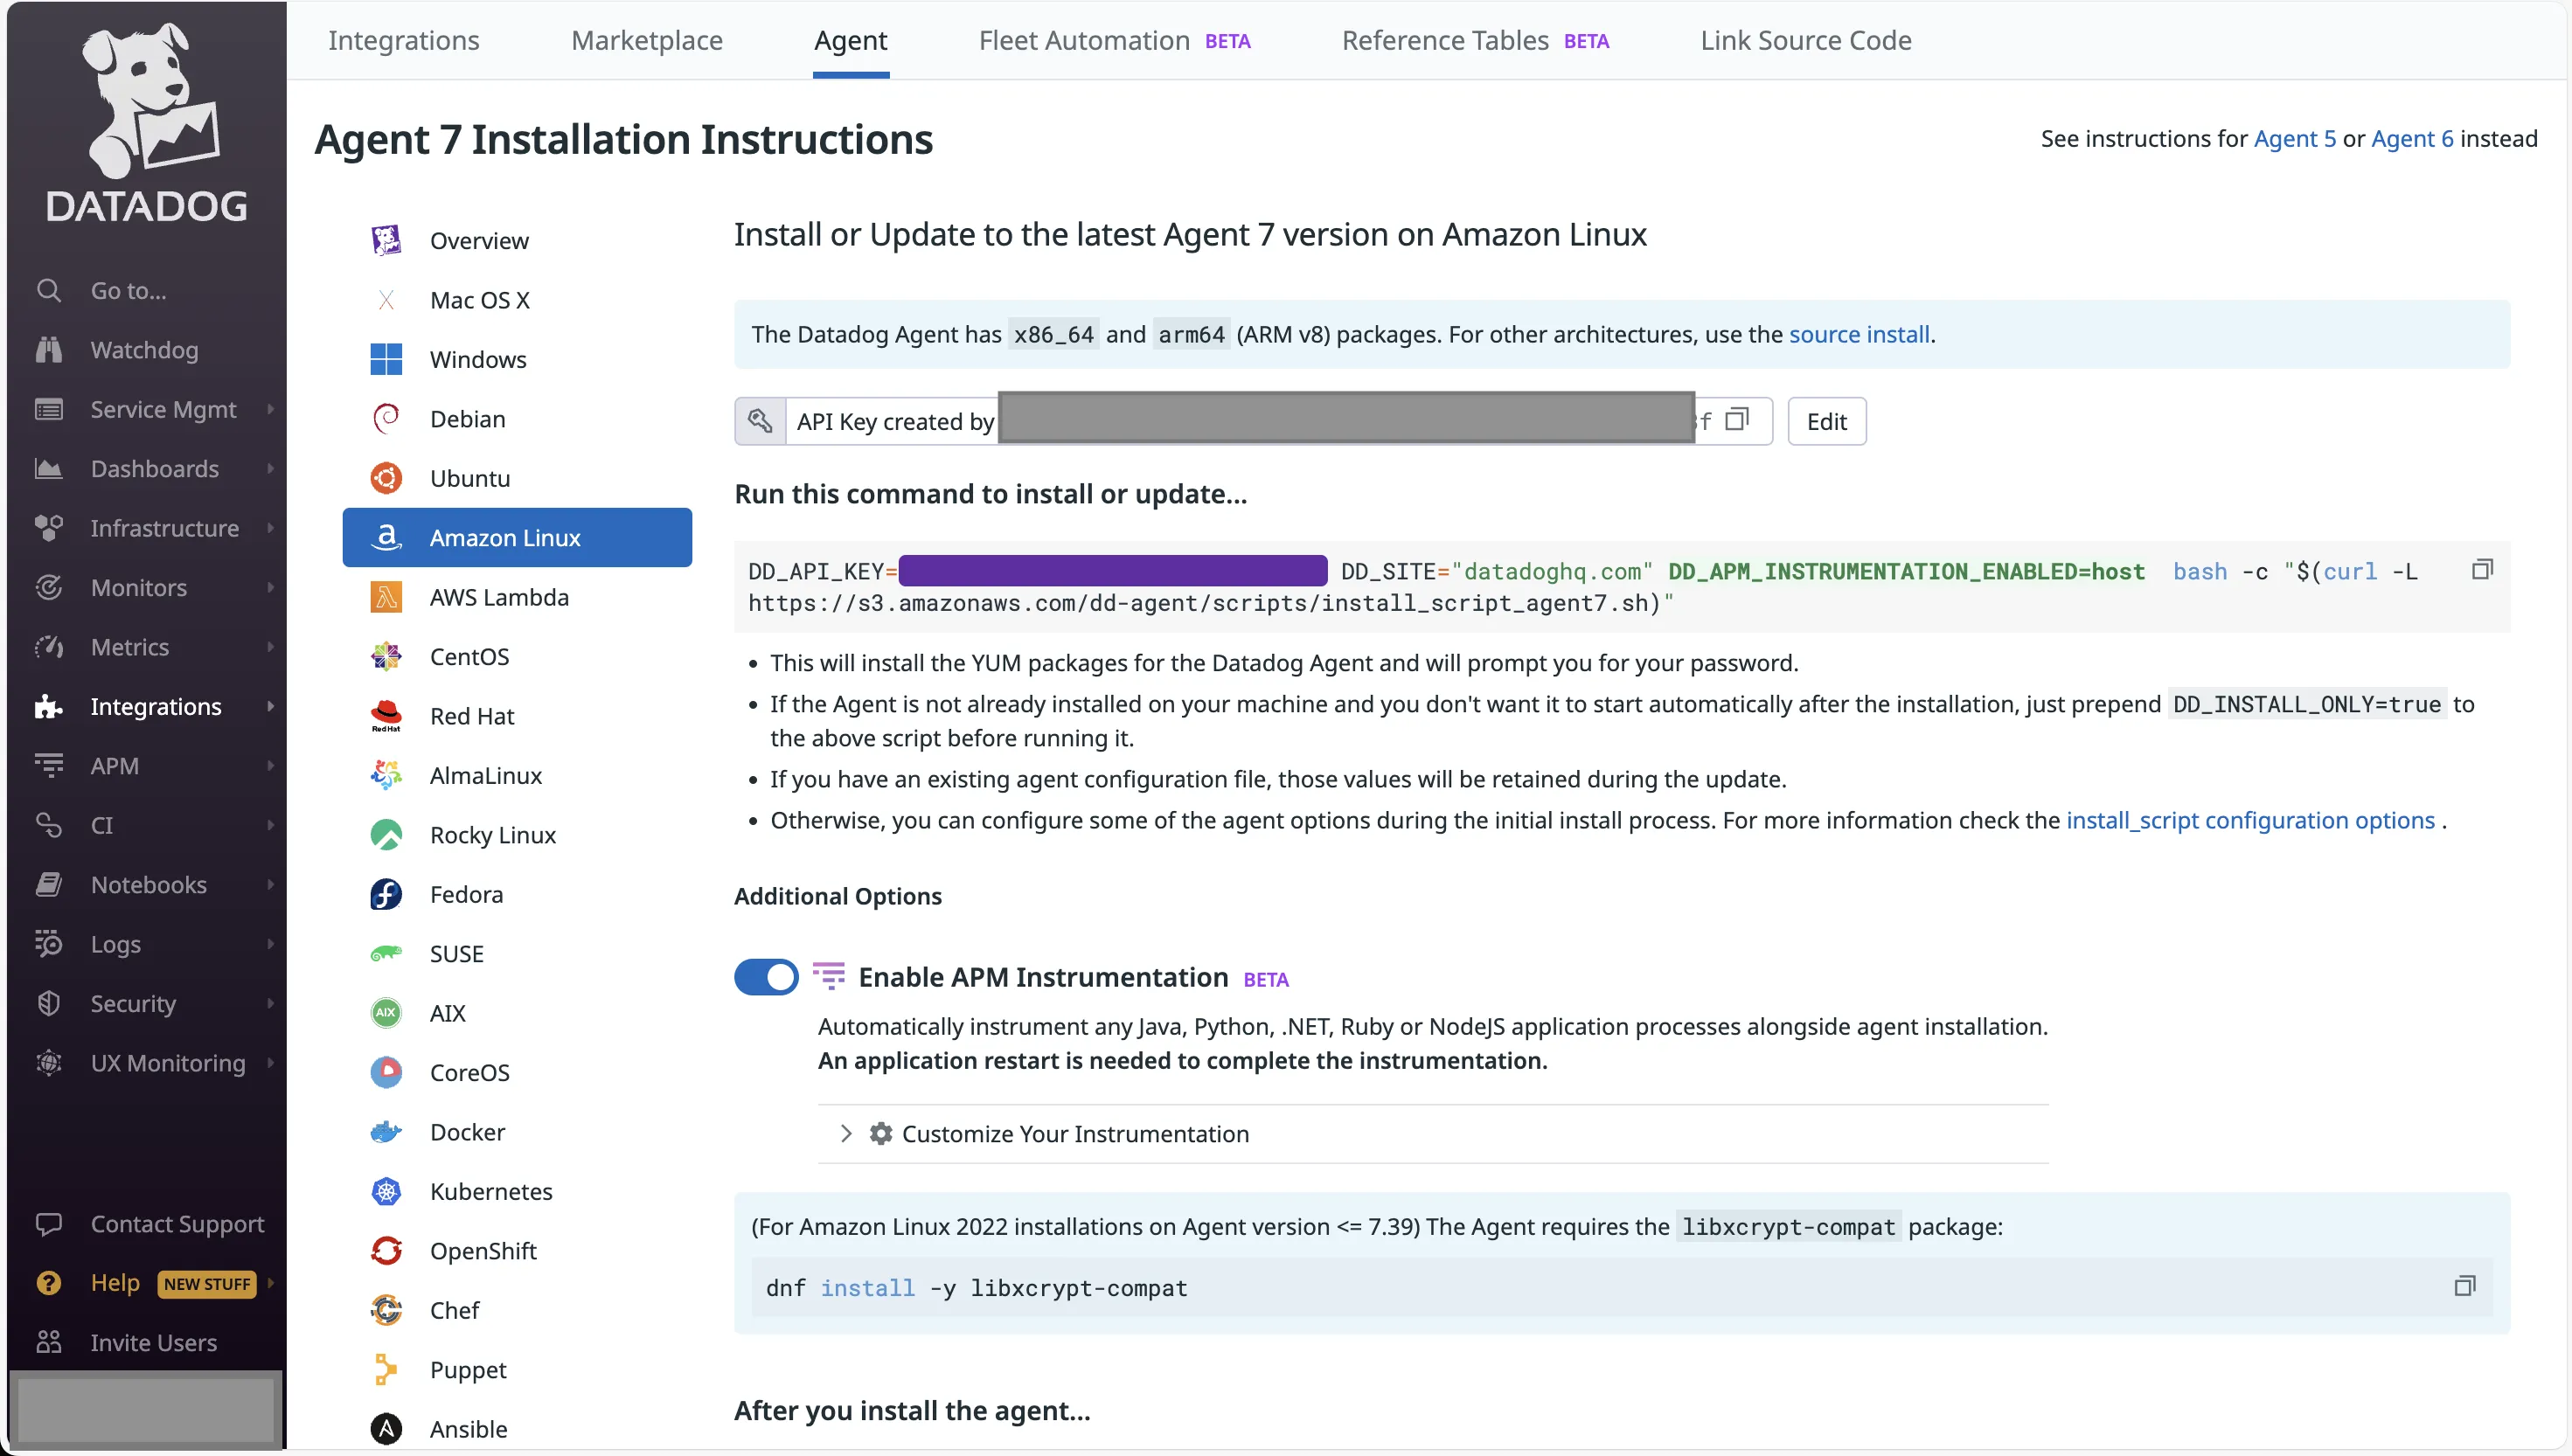 DATADOG
Go to...
Watchdog
Service Mgmt
Dashboards
Infrastructure
Monitors
Metrics
Integrations
APM
CI
Notebooks
Logs
Security
UX Monitoring
Contact Support
Help NEW STUFF
Invite Users
Integrations
Marketplace
Agent
Fleet Automation BETA
Reference Tables BETA
Link Source Code
Agent 7 Installation Instructions
See instructions for Agent 5 or Agent 6 instead
Overview
Mac OS X
Windows
Debian
Ubuntu
Amazon Linux
AWS Lambda
CentOS
Red Hat
Red Hat
AlmaLinux
Rocky Linux
Fedora
SUSE
AIX
AIX
CoreOS
Docker
Kubernetes
OpenShift
Chef
Puppet
Ansible
Install or Update to the latest Agent 7 version on Amazon Linux
The Datadog Agent has x86_64 and arm64 (ARM v8) packages. For other architectures, use the source install.
API Key created by f
Edit
Run this command to install or update...
DD_API_KEY= DD_SITE="datadoghq.com" DD_APM_INSTRUMENTATION_ENABLED=host bash -c "$(curl -L
https://s3.amazonaws.com/dd-agent/scripts/install_script_agent7.sh)"
• This will install the YUM packages for the Datadog Agent and will prompt you for your password.
• If the Agent is not already installed on your machine and you don't want it to start automatically after the installation, just prepend DD_INSTALL_ONLY=true to
the above script before running it.
• If you have an existing agent configuration file, those values will be retained during the update.
• Otherwise, you can configure some of the agent options during the initial install process. For more information check the install_script configuration options .
Additional Options
Enable APM Instrumentation BETA
Automatically instrument any Java, Python, .NET, Ruby or NodeJS application processes alongside agent installation.
An application restart is needed to complete the instrumentation.
Customize Your Instrumentation
(For Amazon Linux 2022 installations on Agent version <= 7.39) The Agent requires the libxcrypt-compat package:
dnf install -y libxcrypt-compat
After you install the agent...